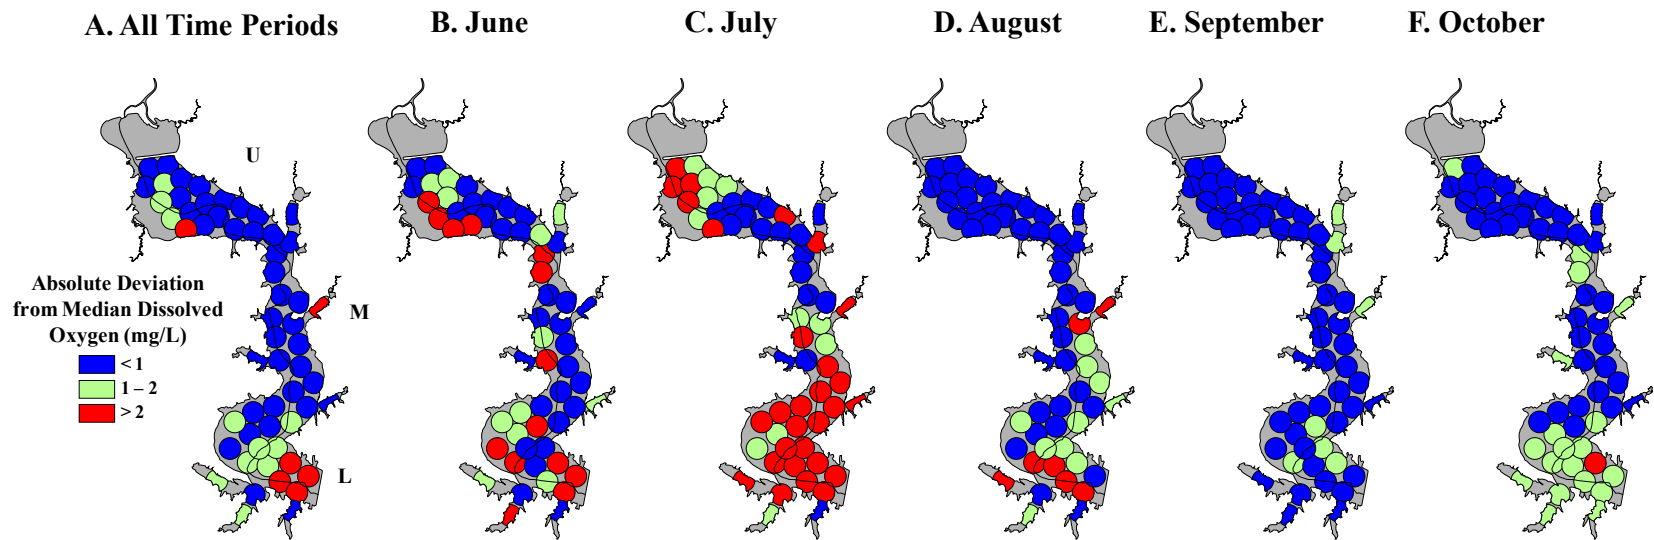 A. All Time Periods
B. June
C. July
D. August
E. September
F. October
U
M
L
Absolute Deviation
from Median Dissolved
Oxygen (mg/L)
< 1
1 – 2
> 2